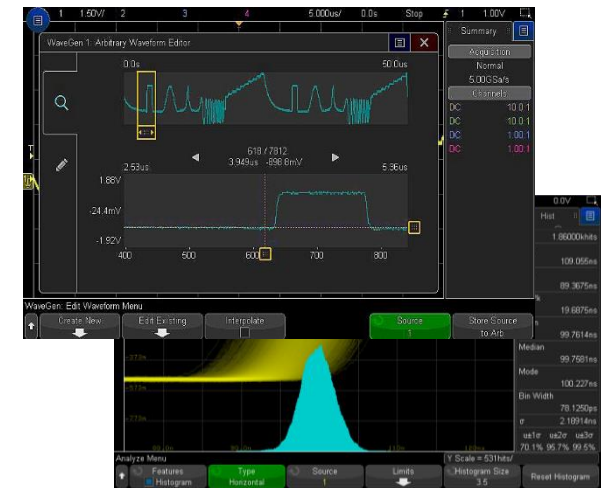 1 1.50V/ 2 3 4 5.000us/ 0.0s Stop 1 1.00V
WaveGen 1: Arbitrary Waveform Editor
Summary
Acquisition
Normal
5.00GSa/s
Channels
DC 10.0:1
DC 10.0:1
DC 1.00:1
DC 1.00:1
0.0s 50.0us
618 / 7812
3.949us -898.8mV
2.53us 5.36us
1.88V
-24.4mV
-1.92V
400 500 600 700 800
WaveGen: Edit Waveform Menu
Create New Edit Existing Interpolate Source Store Source
1 to Arb
0.0V
Hist
1.86000khits
109.055ns
89.3675ns
19.6875ns
99.7614ns
Median
99.7581ns
Mode
100.227ns
Bin Width
78.1250ps
σ 2.18914ns
u±1σ u±2σ u±3σ
70.1% 95.7% 99.5%
-373m
-573m
-773m
Analyze Menu Y Scale = 531hits/
Features Type Source Limits Histogram Size Reset Histogram
Histogram Horizontal 1 3.5